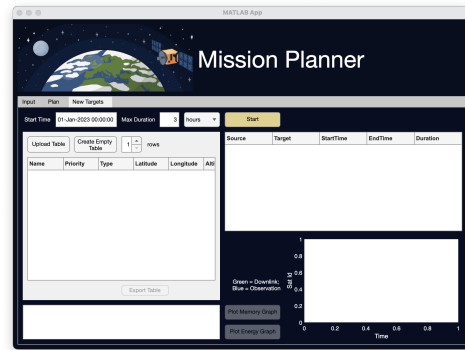 MATLAB App
Mission Planner
Input Plan New Targets
Start Time 01-Jan-2023 00:00:00 Max Duration 3 hours Start
Upload Table Create Empty Table 1 rows
Name Priority Type Latitude Longitude Alti
Source Target StartTime EndTime Duration
Export Table
Green = Downlink;
Blue = Observation
Plot Memory Graph
Plot Energy Graph
Sat Id
1
0.8
0.6
0.4
0.2
0
0 0.2 0.4 0.6 0.8 1
Time